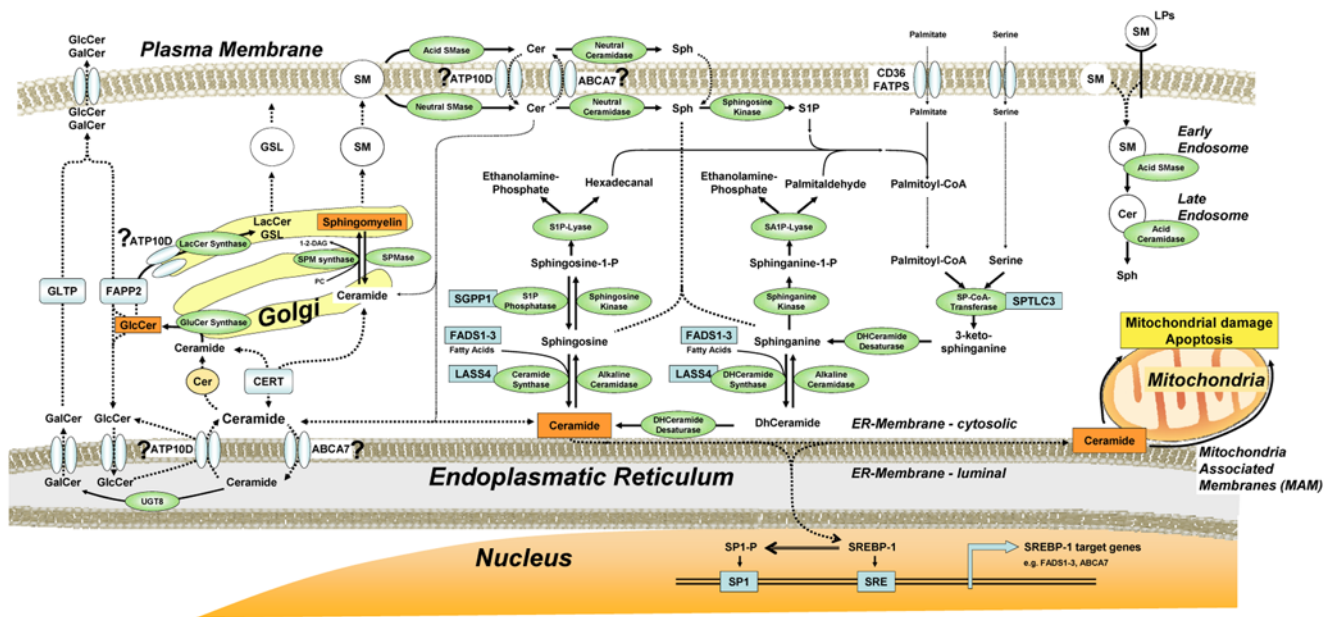 GlcCer
GalCer
Plasma Membrane
GlcCer
GalCer
SM
Acid SMase
Cer
Neutral
Ceramidase
Sph
? ATP10D
ABCA7 ?
Neutral SMase
Cer
Neutral
Ceramidase
Sph
Sphingosine
Kinase
S1P
Palmitate
Serine
CD36
FATPS
Palmitate
Serine
LPs
SM
SM
SM
Early
Endosome
Acid SMase
Cer
Late
Endosome
Acid
Ceramidase
Sph
GSL
SM
Ethanolamine-
Phosphate
Hexadecanal
Ethanolamine-
Phosphate
Palmitaldehyde
Palmitoyl-CoA
S1P-Lyase
SA1P-Lyase
LacCer
GSL
Sphingomyelin
? ATP10D
LacCer Synthase
1-2-DAG
SPM synthase
SPMase
PC
Ceramide
GLTP
FAPP2
Golgi
GlcCer
GluCer Synthase
Ceramide
Cer
CERT
Sphingosine-1-P
Sphinganine-1-P
Palmitoyl-CoA
Serine
SGPP1
S1P
Phosphatase
Sphingosine
Kinase
Sphinganine
Kinase
SP-CoA-
Transferase
SPTLC3
3-keto-
sphinganine
FADS1-3
Fatty Acids
Sphingosine
FADS1-3
Fatty Acids
Sphinganine
DHCeramide
Desaturase
LASS4
Ceramide
Synthase
Alkaline
Ceramidase
LASS4
DHCeramide
Synthase
Alkaline
Ceramidase
Mitochondrial damage
Apoptosis
Mitochondria
GalCer
GlcCer
Ceramide
Ceramide
DHCeramide
Desaturase
DhCeramide
ER-Membrane - cytosolic
Ceramide
? ATP10D
ABCA7 ?
GalCer
GlcCer
Ceramide
UGT8
Endoplasmatic Reticulum
ER-Membrane - luminal
Mitochondria
Associated
Membranes (MAM)
Nucleus
SP1-P
SREBP-1
SREBP-1 target genes
e.g. FADS1-3, ABCA7
SP1
SRE